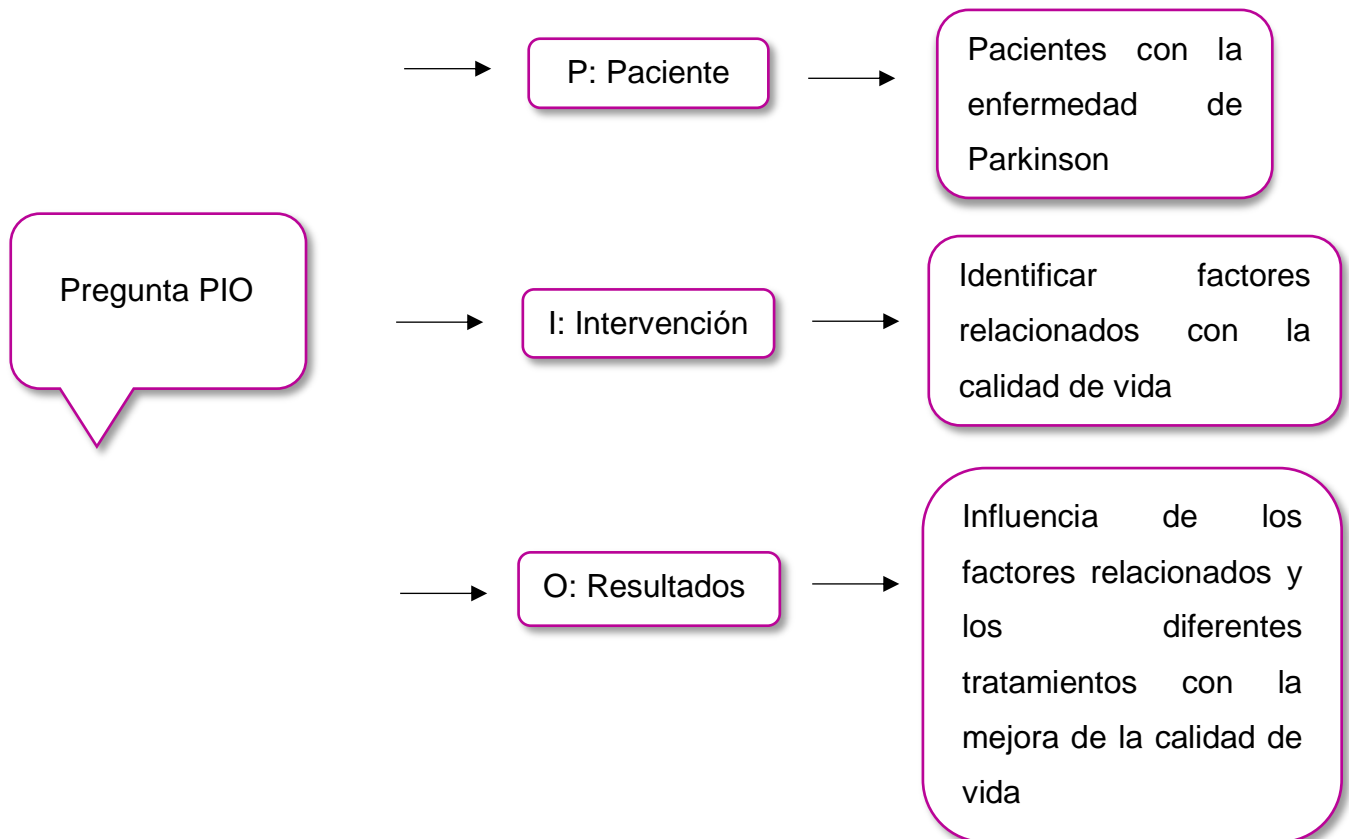 P: Paciente
Pacientes con la
enfermedad de
Parkinson
Pregunta PIO
I: Intervención
Identificar factores
relacionados con la
calidad de vida
O: Resultados
Influencia de los
factores relacionados y
los diferentes
tratamientos con la
mejora de la calidad de
vida